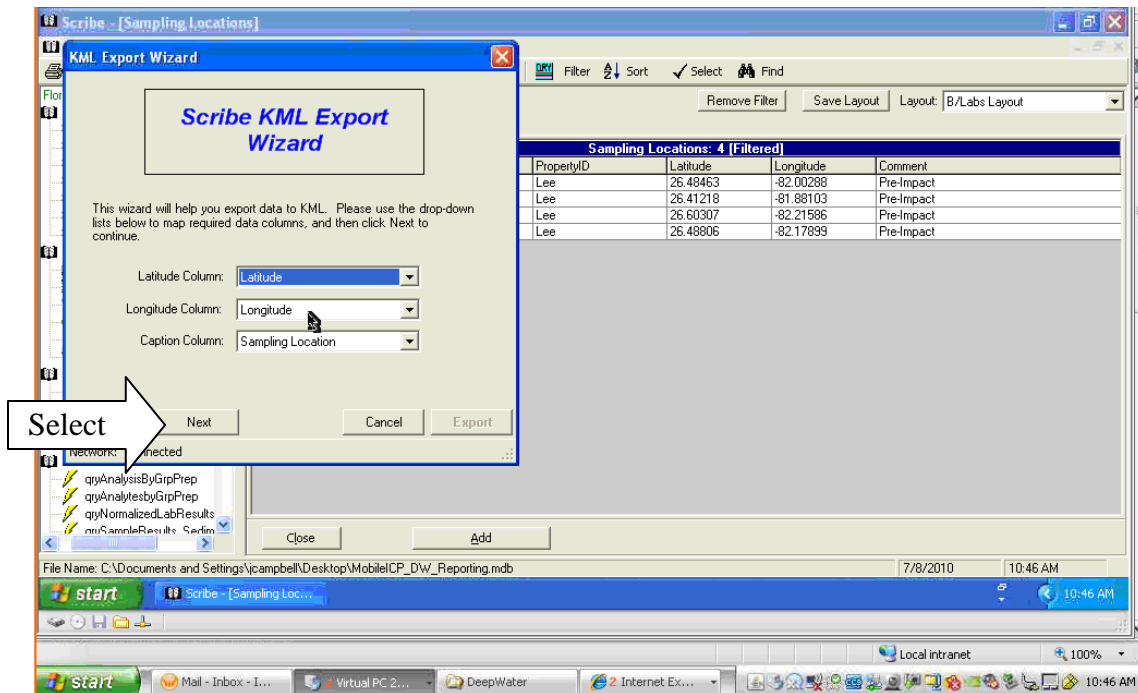 Scribe - [Sampling Locations]
KML Export Wizard
Filter Sort Select Find
Flor
Remove Filter Save Layout Layout: B/Labs Layout
Scribe KML Export
Wizard
Sampling Locations: 4 [Filtered]
PropertyID Latitude Longitude Comment
Lee 26.48463 -82.00288 Pre-Impact
Lee 26.41218 -81.88103 Pre-Impact
Lee 26.60307 -82.21586 Pre-Impact
Lee 26.48806 -82.17899 Pre-Impact
This wizard will help you export data to KML. Please use the drop-down
lists below to map required data columns, and then click Next to
continue.
Latitude Column: Latitude
Longitude Column: Longitude
Caption Column: Sampling Location
Select
Next Cancel Export
Network: nected
qryAnalysisByGrpPrep
qryAnalytesbyGrpPrep
qryNormalizedLabResults
qrySampleResults_Sedim
Close Add
File Name: C:\Documents and Settings\jcampbell\Desktop\MobileICP_DW_Reporting.mdb 7/8/2010 10:46 AM
start Scribe - [Sampling Loc... 10:46 AM
Local intranet 100%
start Mail - Inbox - I... 2 Virtual PC 2... DeepWater 2 Internet Ex... 10:46 AM